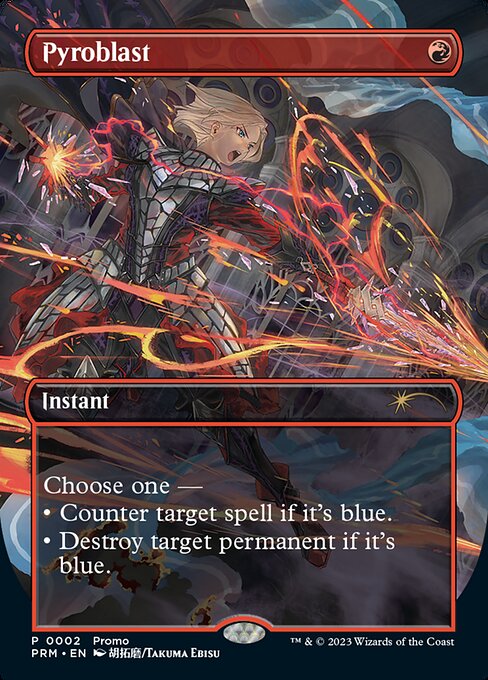 Pyroblast
Instant
Choose one —
• Counter target spell if it's blue.
• Destroy target permanent if it's
blue.
P 0002 Promo
PRM • EN 胡拓磨/Takuma Ebisu
™ & © 2023 Wizards of the Coast